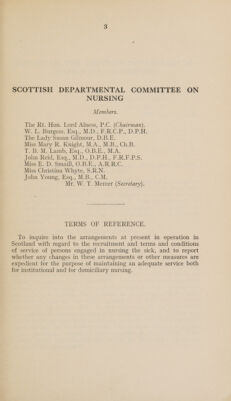 3
SCOTTISH DEPARTMENTAL COMMITTEE ON
NURSING
Members.
The Rt. Hon. Lord Alness, P.C. (Chairman).
W. L. Burgess, Esq., M.D., F.R.C.P., D.P.H.
The Lady Susan Gilmour, D.B.E.
Miss Mary R. Knight, M.A., M.B., Ch.B.
T. B. M. Lamb, Esq., O.B.E., M.A.
John Reid, Esq., M.D., D.P.H., F.R.F.P.S.
Miss E. D. Smaill, O.B.E., A.R.R.C.
Miss Christina Whyte, S.R.N.
John Young, Esq., M.B., C.M.
Mr. W. T. Mercer (Secretary).
TERMS OF REFERENCE.
To inquire into the arrangements at present in operation in
Scotland with regard to the recruitment and terms and conditions
of service of persons engaged in nursing the sick, and to report
whether any changes in these arrangements or other measures are
expedient for the purpose of maintaining an adequate service both
for institutional and for domiciliary nursing.